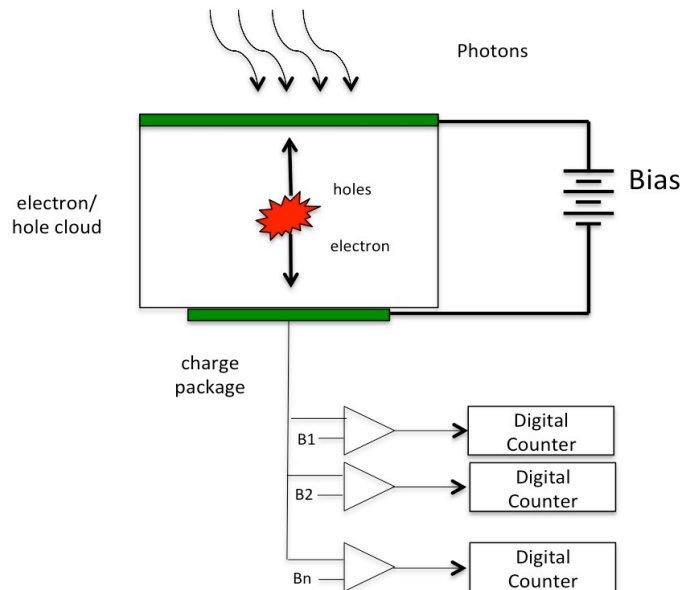 Photons
Bias
holes
electron/
hole cloud
electron
charge
package
B1
Digital
Counter
B2
Digital
Counter
Bn
Digital
Counter